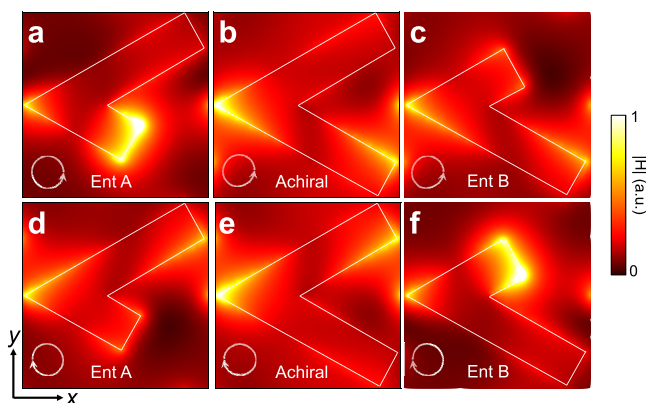 a
b
c
Ent A
Achiral
Ent B
1
|H| (a.u.)
0
d
e
f
Ent A
Achiral
Ent B
y
x